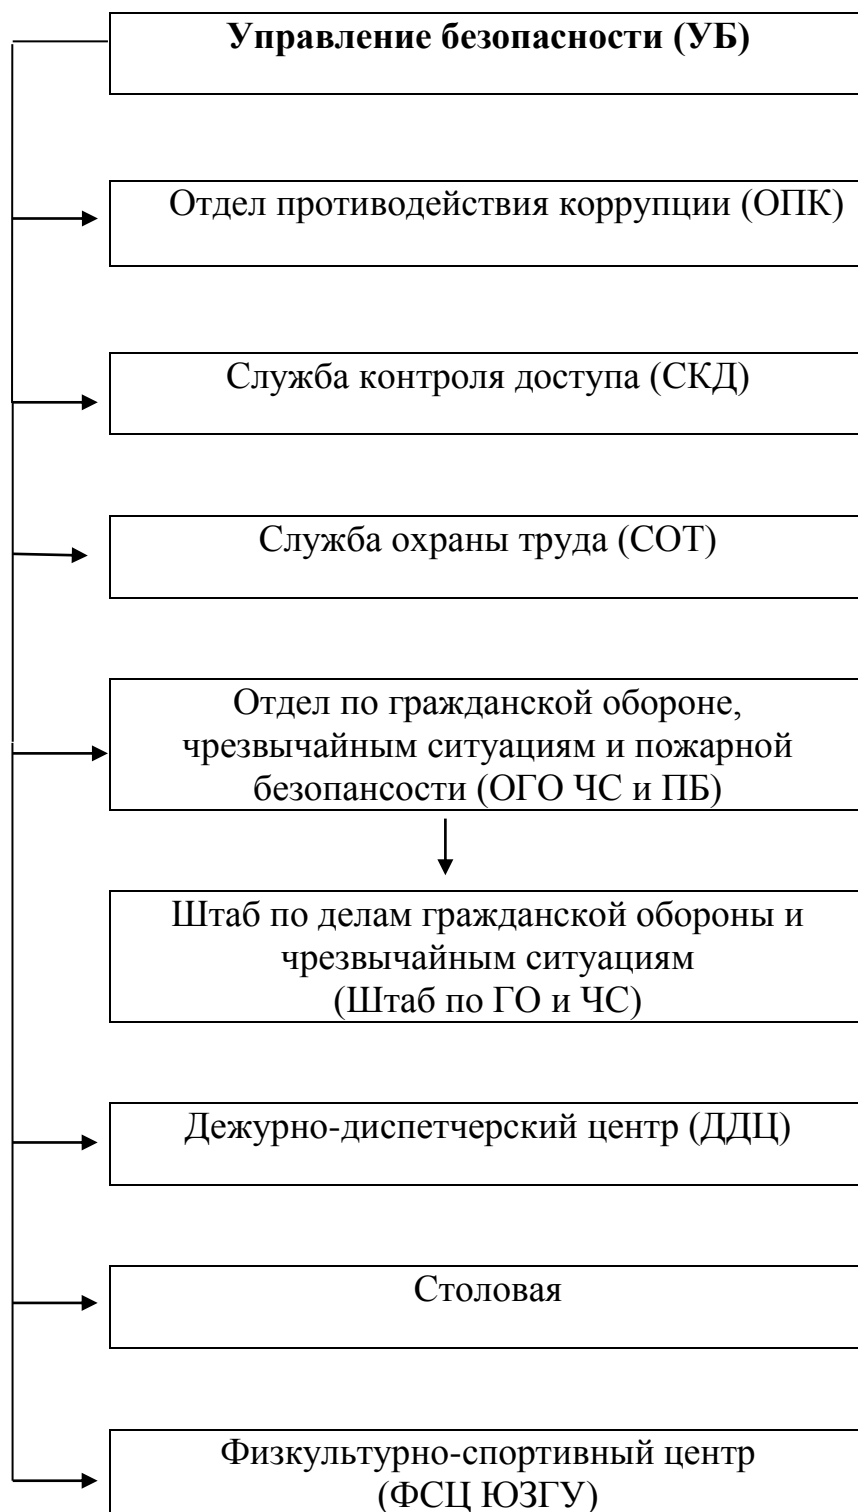 Управление безопасности (УБ)
Отдел противодействия коррупции (ОПК)
Служба контроля доступа (СКД)
Служба охраны труда (СОТ)
Отдел по гражданской обороне,
чрезвычайным ситуациям и пожарной
безопансости (ОГО ЧС и ПБ)
Штаб по делам гражданской обороны и
чрезвычайным ситуациям
(Штаб по ГО и ЧС)
Дежурно-диспетчерский центр (ДДЦ)
Столовая
Физкультурно-спортивный центр
(ФСЦ ЮЗГУ)